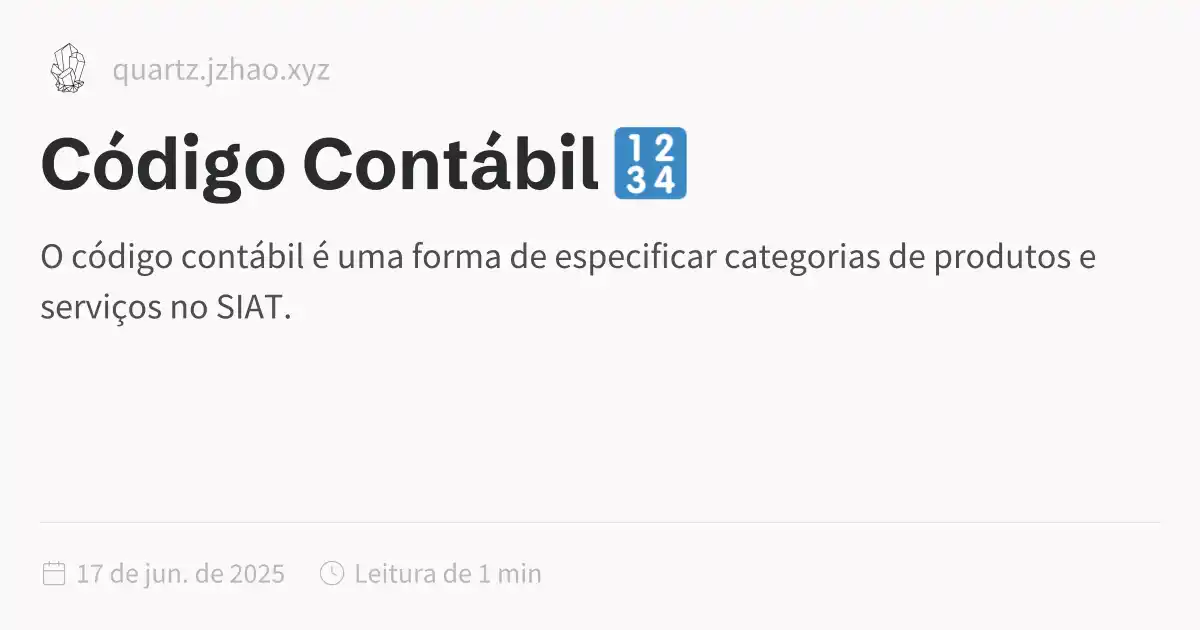 quartz.jzhao.xyz
Código Contábil 🔢
O código contábil é uma forma de especificar categorias de produtos e
serviços no SIAT.
17 de jun. de 2025 Leitura de 1 min